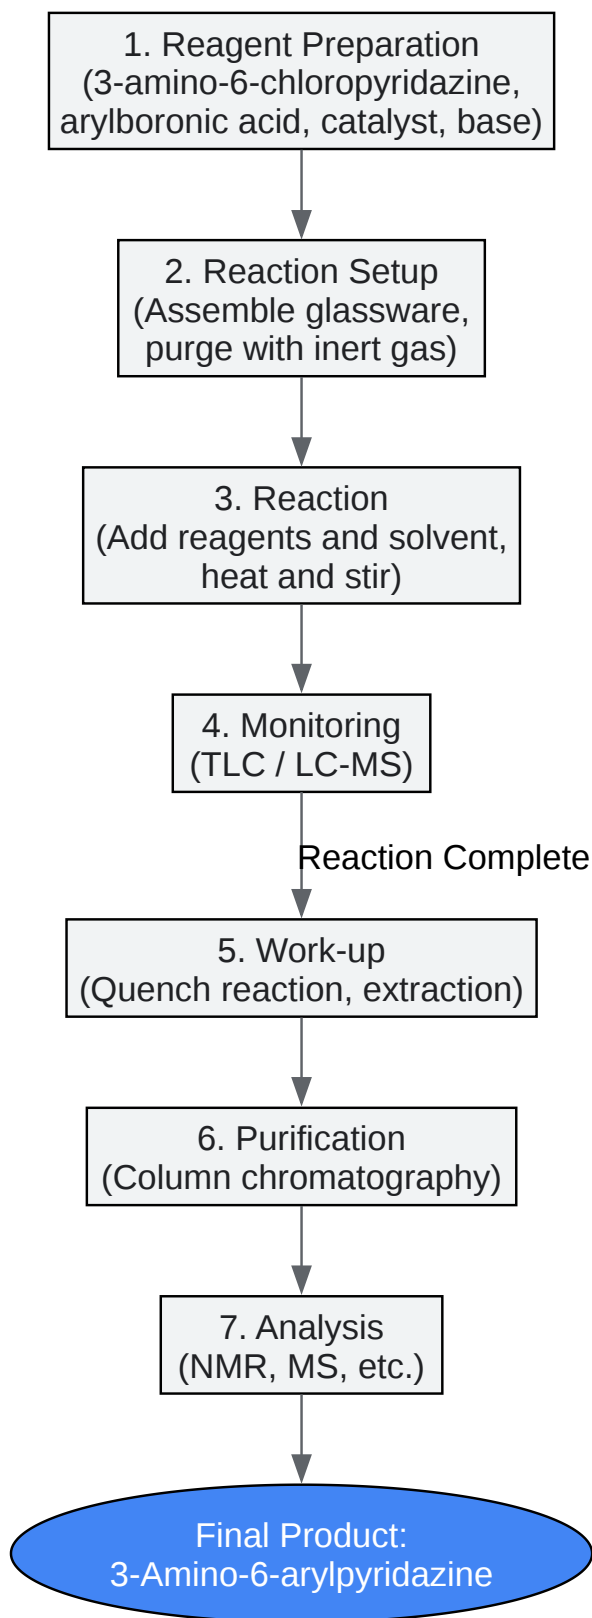 1. Reagent Preparation
(3-amino-6-chloropyridazine,
arylboronic acid, catalyst, base)
2. Reaction Setup
(Assemble glassware,
purge with inert gas)
3. Reaction
(Add reagents and solvent,
heat and stir)
4. Monitoring
(TLC / LC-MS)
Reaction Complete
5. Work-up
(Quench reaction, extraction)
6. Purification
(Column chromatography)
7. Analysis
(NMR, MS, etc.)
Final Product:
3-Amino-6-arylpyridazine